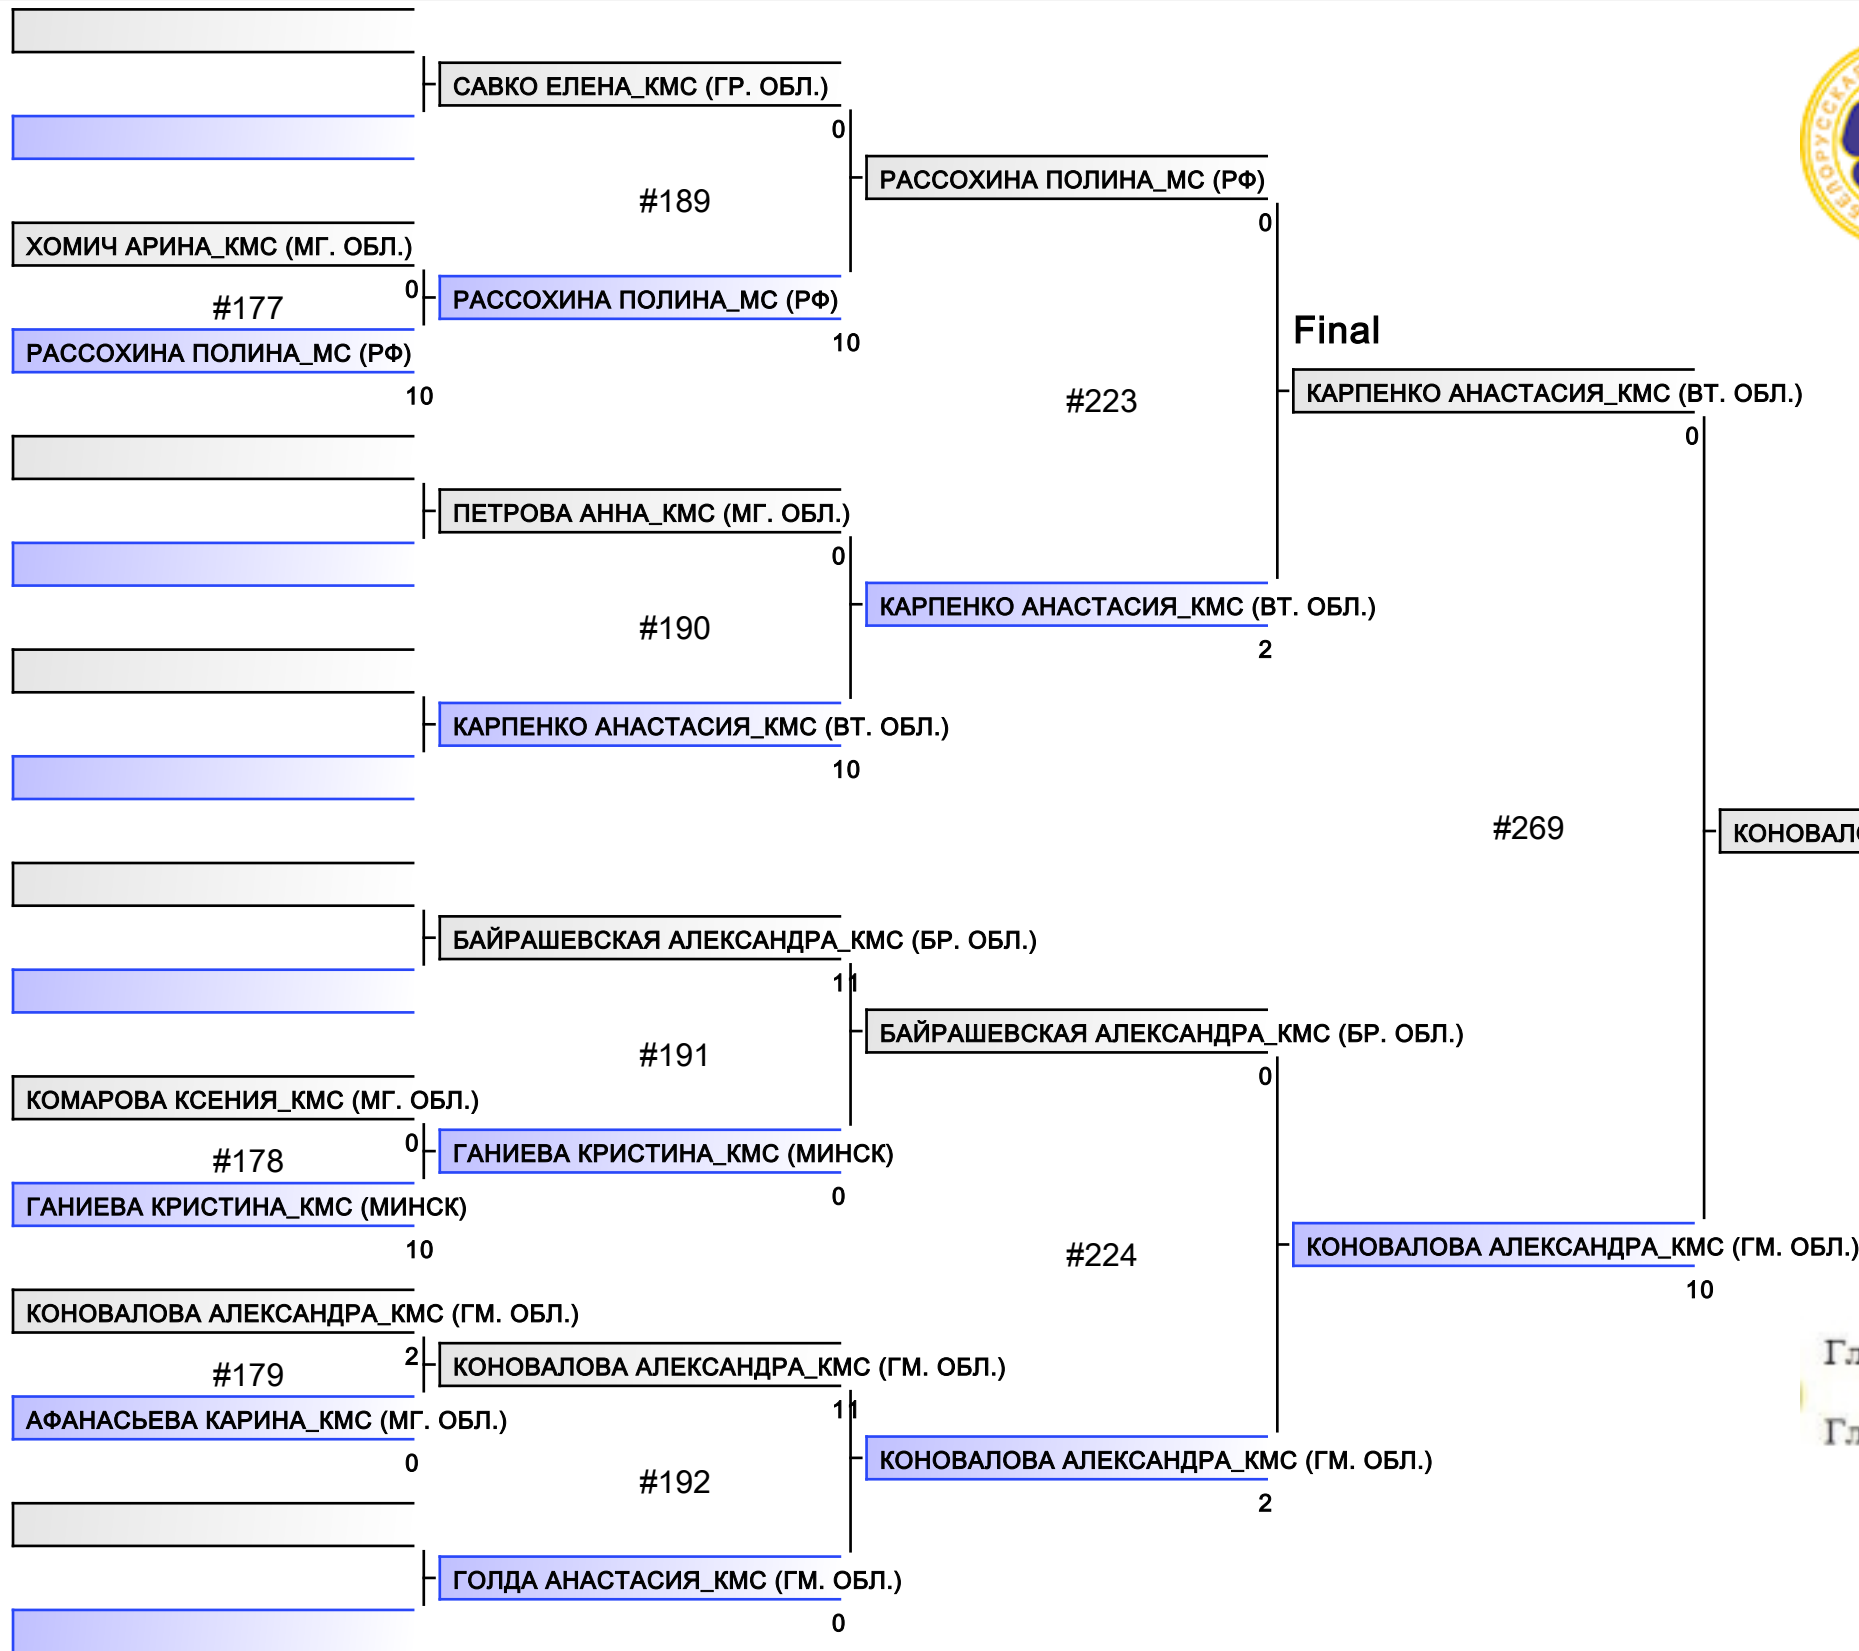 САВКО ЕЛЕНА_КМС (ГР. ОБЛ.)
0
РАССОХИНА ПОЛИНА_МС (РФ)
0
#189
ХОМИЧ АРИНА_КМС (МГ. ОБЛ.)
0
#177
РАССОХИНА ПОЛИНА_МС (РФ)
10
РАССОХИНА ПОЛИНА_МС (РФ)
10
Final
КАРПЕНКО АНАСТАСИЯ_КМС (ВТ. ОБЛ.)
0
#223
ПЕТРОВА АННА_КМС (МГ. ОБЛ.)
0
КАРПЕНКО АНАСТАСИЯ_КМС (ВТ. ОБЛ.)
2
#190
КАРПЕНКО АНАСТАСИЯ_КМС (ВТ. ОБЛ.)
10
#269
БАЙРАШЕВСКАЯ АЛЕКСАНДРА_КМС (БР. ОБЛ.)
11
БАЙРАШЕВСКАЯ АЛЕКСАНДРА_КМС (БР. ОБЛ.)
0
#191
КОМАРОВА КСЕНИЯ_КМС (МГ. ОБЛ.)
0
#178
ГАНИЕВА КРИСТИНА_КМС (МИНСК)
0
ГАНИЕВА КРИСТИНА_КМС (МИНСК)
10
#224
КОНОВАЛОВА АЛЕКСАНДРА_КМС (ГМ. ОБЛ.)
10
КОНОВАЛОВА АЛЕКСАНДРА_КМС (ГМ. ОБЛ.)
2
#179
КОНОВАЛОВА АЛЕКСАНДРА_КМС (ГМ. ОБЛ.)
11
АФАНАСЬЕВА КАРИНА_КМС (МГ. ОБЛ.)
0
КОНОВАЛОВА АЛЕКСАНДРА_КМС (ГМ. ОБЛ.)
2
#192
ГОЛДА АНАСТАСИЯ_КМС (ГМ. ОБЛ.)
0